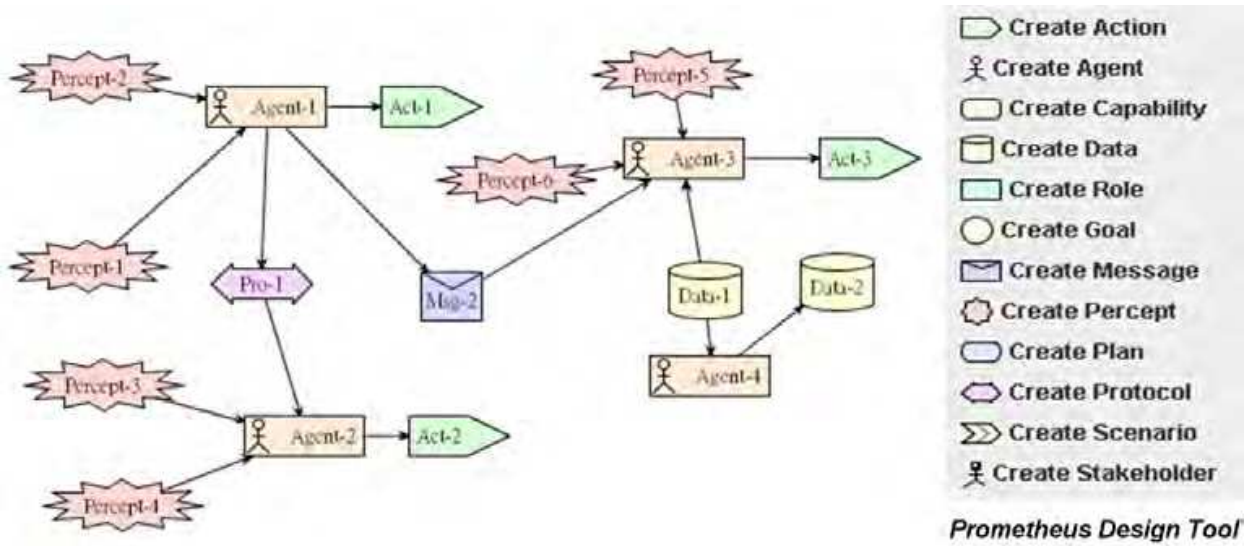 Percept-2
Agent-1
Act-1
Percept-5
Agent-3
Act-3
Percept-6
Percept-1
Pro-1
Msg-2
Data-1
Data-2
Agent-4
Percept-3
Agent-2
Act-2
Percept-4
Create Action
Create Agent
Create Capability
Create Data
Create Role
Create Goal
Create Message
Create Percept
Create Plan
Create Protocol
Create Scenario
Create Stakeholder
Prometheus Design Tool